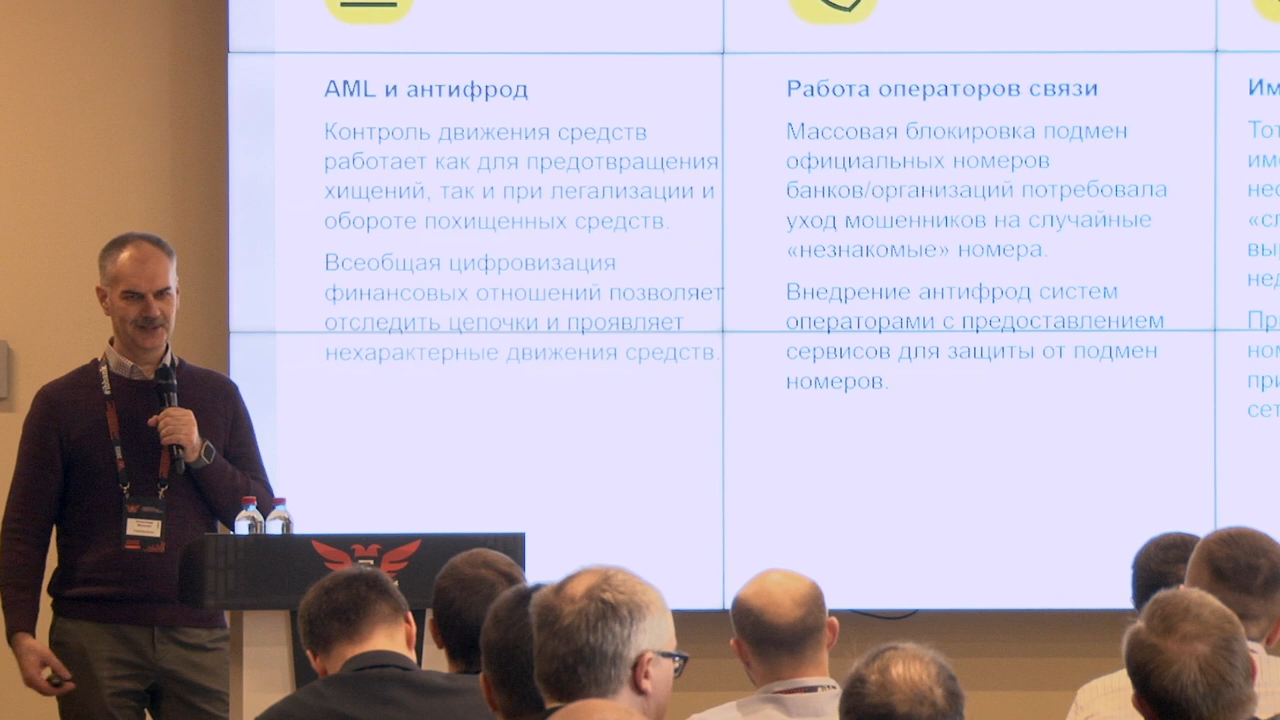 AML и антифрод
Контроль движения средств
работает как для предотвращения
хищений, так и при легализации и
обороте похищенных средств.
Всеобщая цифровизация
финансовых отношений позволяет
отследить цепочки и проявляет
нехарактерные движения средств.
Работа операторов связи
Массовая блокировка подмен
официальных номеров
банков/организаций потребовала
уход мошенников на случайные
«незнакомые» номера.
Внедрение антифрод систем
операторами с предоставлением
сервисов для защиты от подмен
номеров.